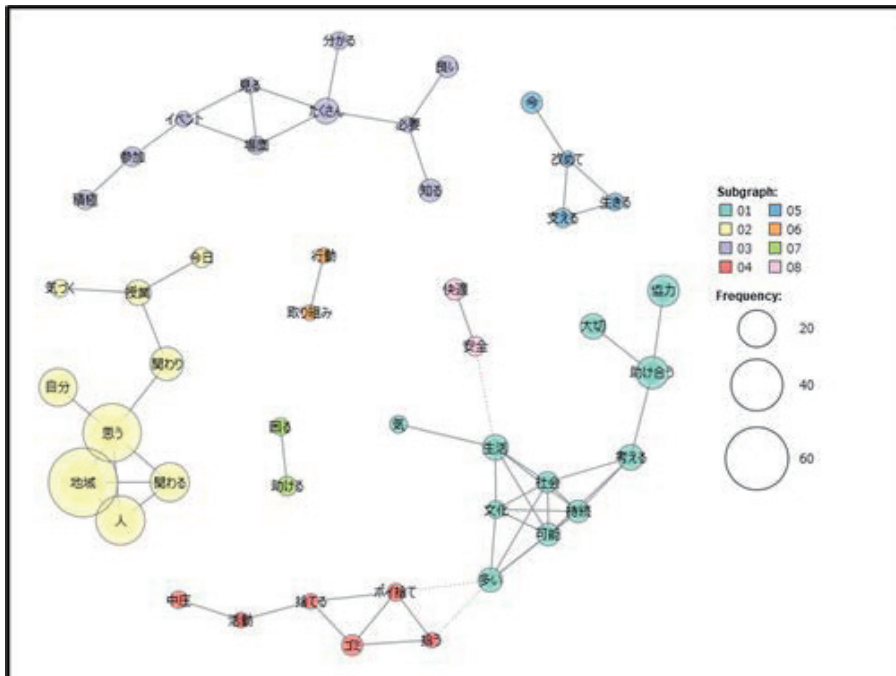 分かる
良い
見る
たくさん
イベント
必要
参加
積極
知る
今
改めて
生きる
支える
Subgraph:
01 05
02 06
03 07
04 08
Frequency:
20
40
60
今日
気づく
授業
関わり
自分
思う
地域
関わる
人
行動
取り組み
快適
安全
協力
大切
助け合う
困る
助ける
気
生活
考える
社会
文化
持続
可能
多い
ポイ捨て
中庄
活動
捨てる
ゴミ
拾う